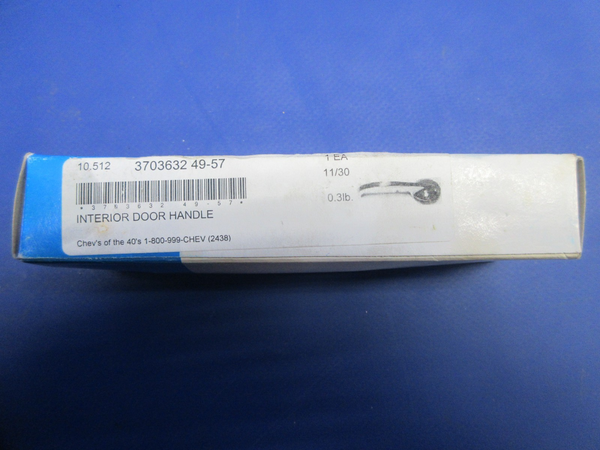 10.512 3703632 49-57
1 EA
11/30
*3703632 49-57*
0.3lb.
INTERIOR DOOR HANDLE
Chev's of the 40's 1-800-999-CHEV (2438)